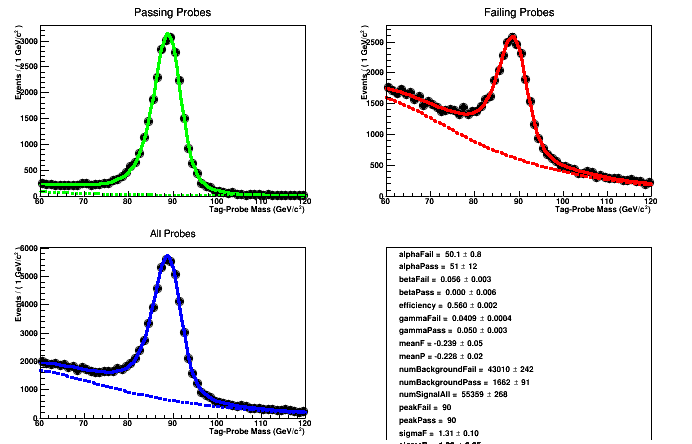 Passing Probes
Events / ( 1 GeV/c² )
3000
2500
2000
1500
1000
500
0
60 70 80 90 100 110 120
Tag-Probe Mass (GeV/c²)
Failing Probes
Events / ( 1 GeV/c² )
2500
2000
1500
1000
500
60 70 80 90 100 110 120
Tag-Probe Mass (GeV/c²)
All Probes
Events / ( 1 GeV/c² )
6000
5000
4000
3000
2000
1000
0
60 70 80 90 100 110 120
Tag-Probe Mass (GeV/c²)
alphaFail = 50.1 ± 0.8
alphaPass = 51 ± 12
betaFail = 0.056 ± 0.003
betaPass = 0.000 ± 0.006
efficiency = 0.560 ± 0.002
gammaFail = 0.0409 ± 0.0004
gammaPass = 0.050 ± 0.003
meanF = -0.239 ± 0.05
meanP = -0.228 ± 0.02
numBackgroundFail = 43010 ± 242
numBackgroundPass = 1662 ± 91
numSignalAll = 55359 ± 268
peakFail = 90
peakPass = 90
sigmaF = 1.31 ± 0.10